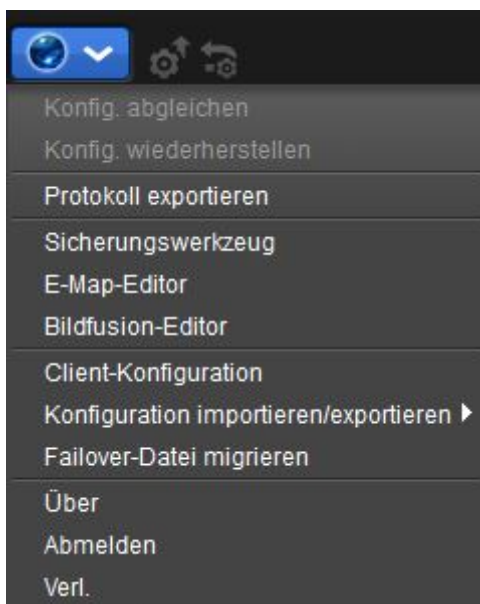 Konfig. abgleichen
Konfig. wiederherstellen
Protokoll exportieren
Sicherungswerkzeug
E-Map-Editor
Bildfusion-Editor
Client-Konfiguration
Konfiguration importieren/exportieren
Failover-Datei migrieren
Über
Abmelden
Verl.